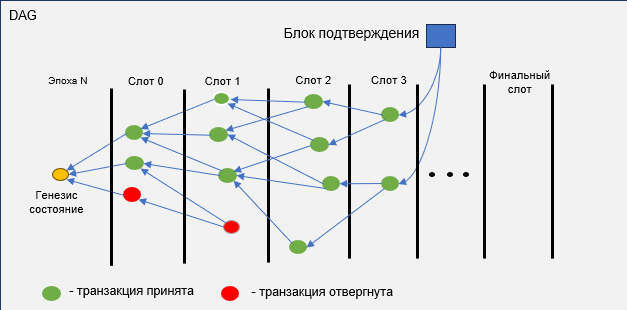 DAG
Блок подтверждения
Эпоха N
Слот 0
Слот 1
Слот 2
Слот 3
Финальный
слот
Генезис
состояние
- транзакция принята
- транзакция отвергнута